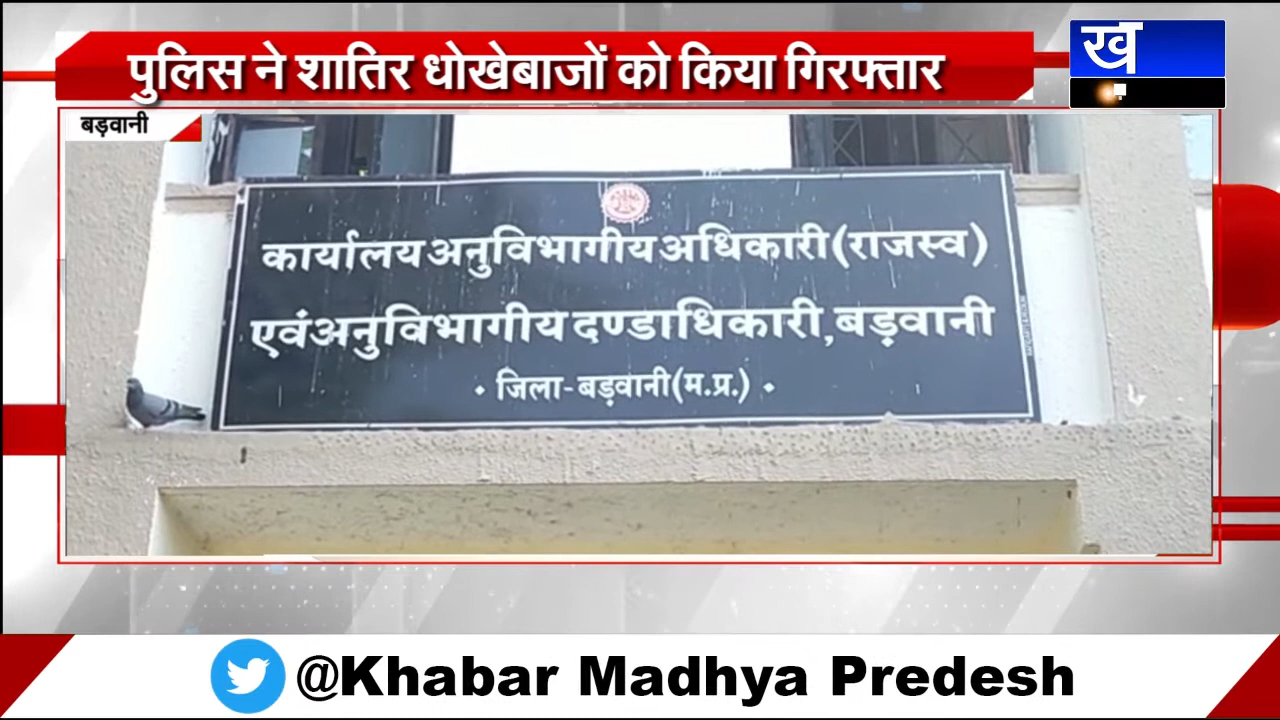 पुलिस ने शातिर धोखेबाजों को किया गिरफ्तार
ख
बड़वानी
कार्यालय अनुविभागीय अधिकारी (राजस्व)
एवं अनुविभागीय दण्डाधिकारी, बड़वानी
• जिला-बड़वानी (म.प्र.) •
@Khabar Madhya Predesh